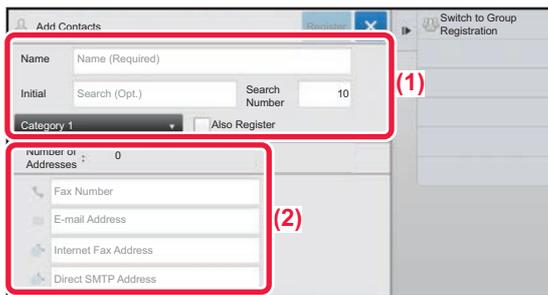 Add Contacts
Register
Switch to Group
Registration
Name
Name (Required)
(1)
Initial
Search (Opt.)
Search
Number
10
Category 1
Also Register
Number of
Addresses
:
0
Fax Number
E-mail Address
(2)
Internet Fax Address
Direct SMTP Address